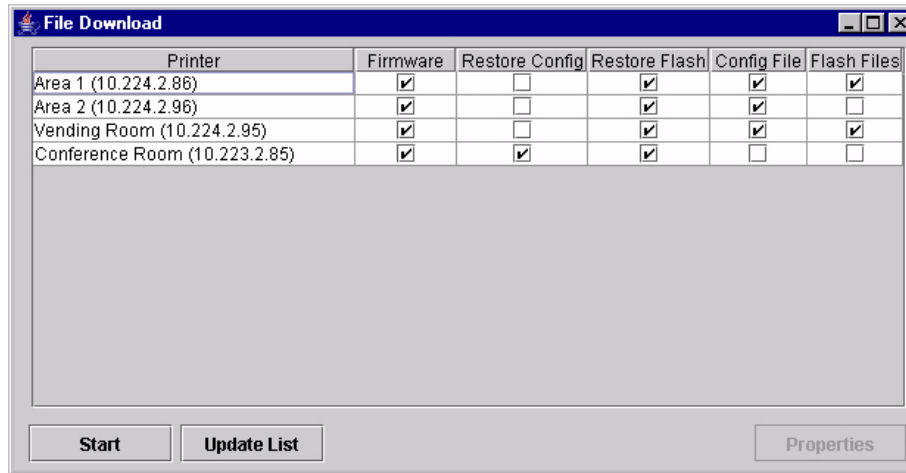 File Download
Printer Firmware Restore Config Restore Flash Config File Flash Files
Area 1 (10.224.2.86)
Area 2 (10.224.2.96)
Vending Room (10.224.2.95)
Conference Room (10.223.2.85)
Start Update List Properties